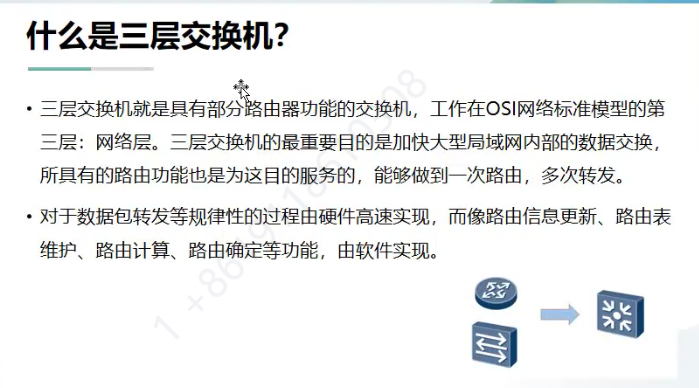 什么是三层交换机？
• 三层交换机就是具有部分路由器功能的交换机，工作在OSI网络标准模型的第
三层：网络层。三层交换机的最重要目的是加快大型局域网内部的数据交换，
所具有的路由功能也是为这目的服务的，能够做到一次路由，多次转发。
• 对于数据包转发等规律性的过程由硬件高速实现，而像路由信息更新、路由表
维护、路由计算、路由确定等功能，由软件实现。